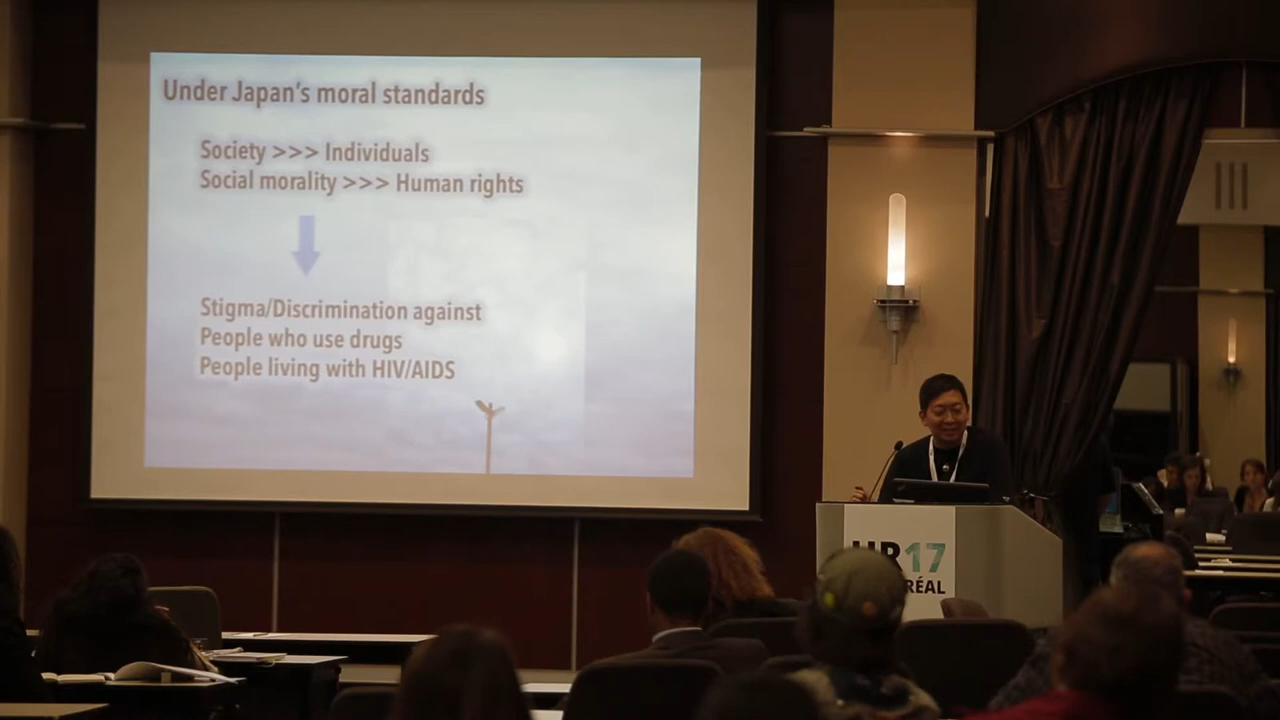 Under Japan's moral standards
Society >>> Individuals
Social morality >>> Human rights
Stigma/Discrimination against
People who use drugs
People living with HIV/AIDS
17